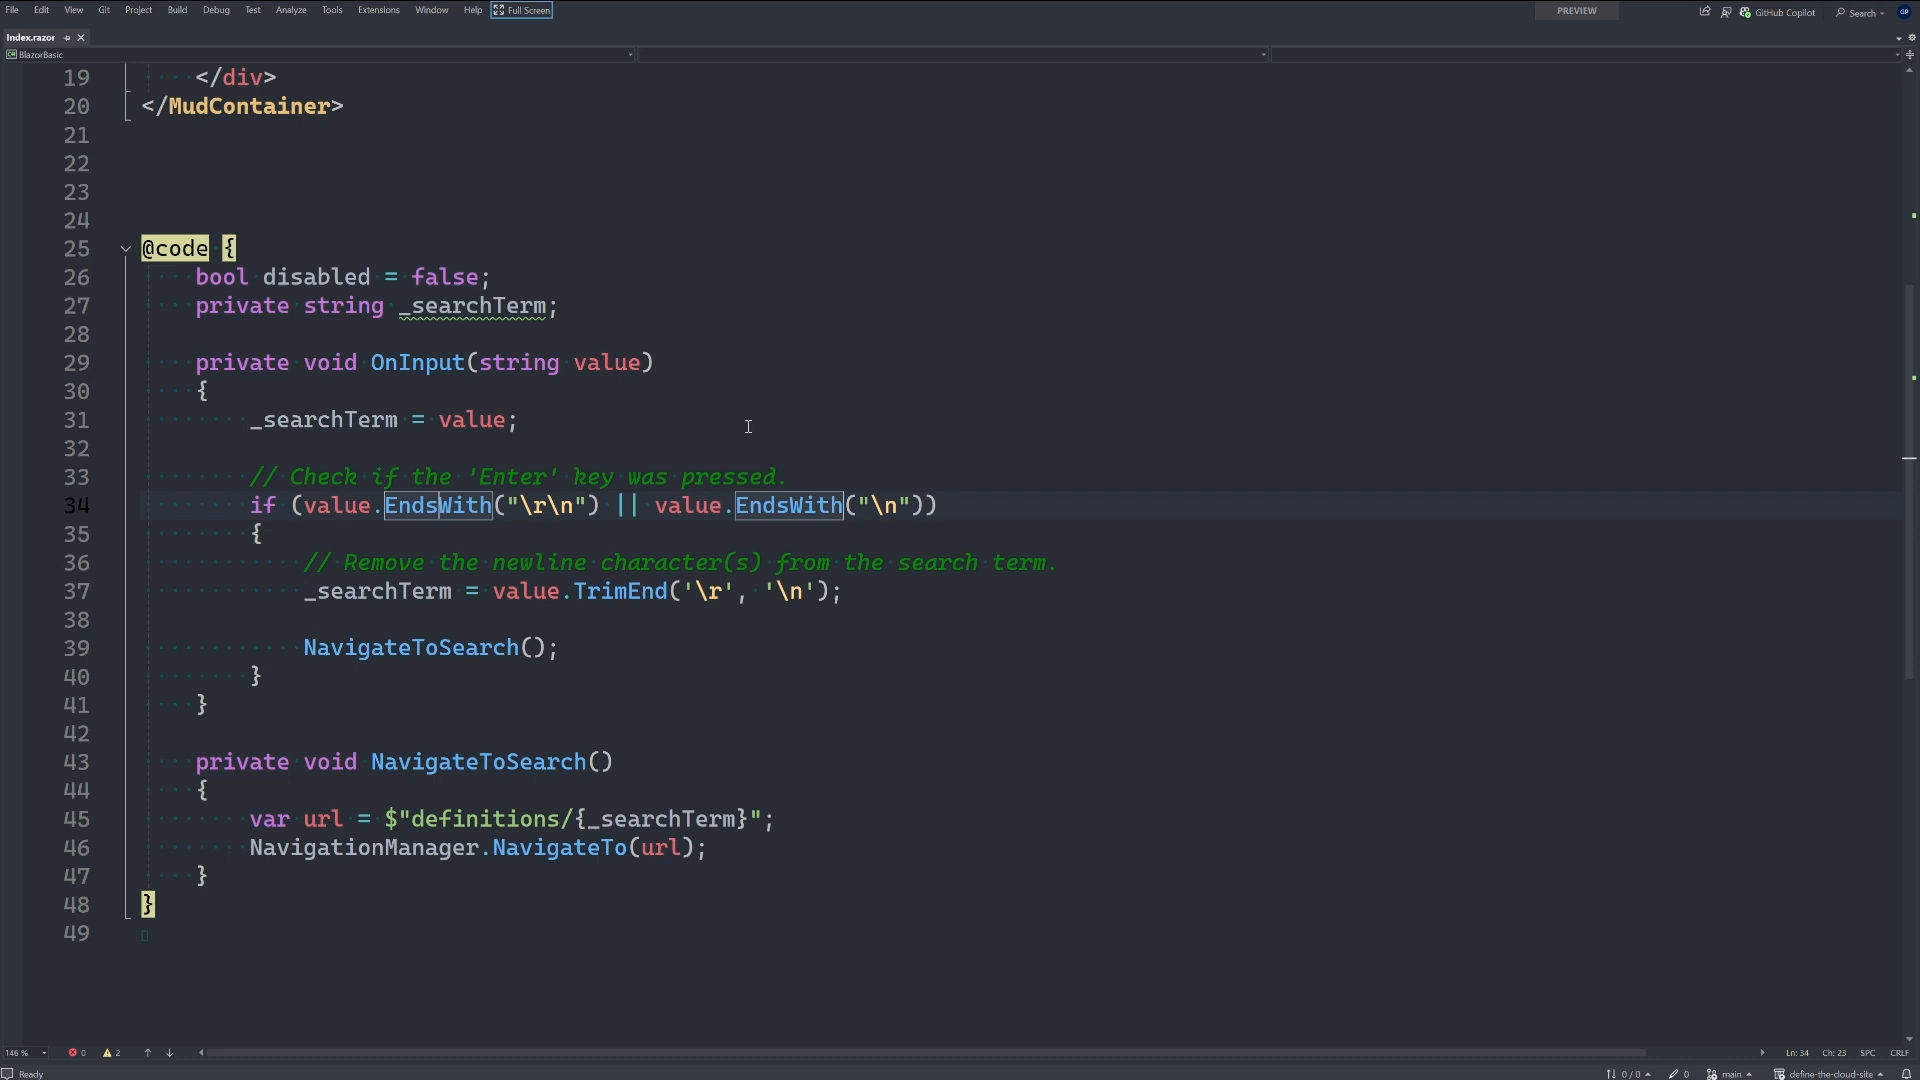 File Edit View Git Project Build Debug Test Analyze Tools Extensions Window Help Full Screen PREVIEW GitHub Copilot Search GP
Index.razor
BlazorBasic
19 </div>
20 </MudContainer>
21
22
23
24
25 @code {
26 bool disabled = false;
27 private string _searchTerm;
28
29 private void OnInput(string value)
30 {
31 _searchTerm = value;
32
33 // Check if the 'Enter' key was pressed.
34 if (value.EndsWith("\r\n") || value.EndsWith("\n"))
35 {
36 // Remove the newline character(s) from the search term.
37 _searchTerm = value.TrimEnd('\r', '\n');
38
39 NavigateToSearch();
40 }
41 }
42
43 private void NavigateToSearch()
44 {
45 var url = $"definitions/{_searchTerm}";
46 NavigationManager.NavigateTo(url);
47 }
48 }
49
146 % 0 2 Ln: 34 Ch: 23 SPC CRLF
Ready 0 / 0 0 main define-the-cloud-site